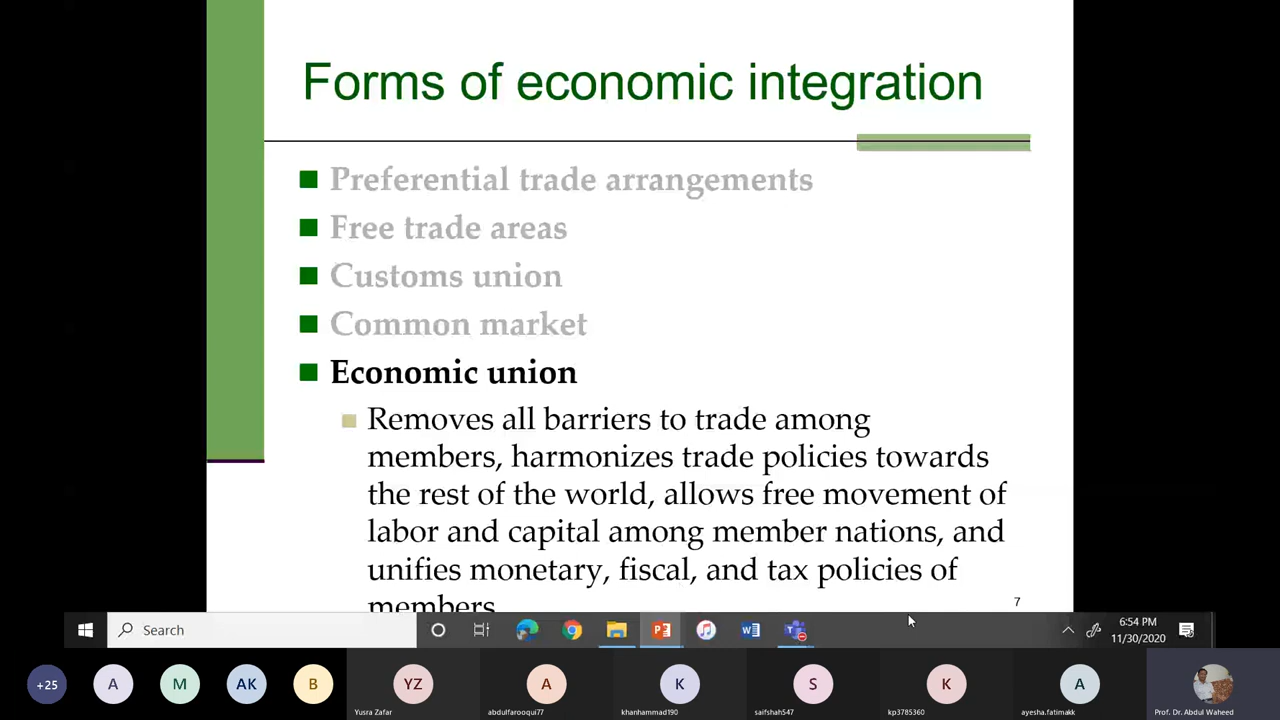 Forms of economic integration
Preferential trade arrangements
Free trade areas
Customs union
Common market
Economic union
Removes all barriers to trade among
members, harmonizes trade policies towards
the rest of the world, allows free movement of
labor and capital among member nations, and
unifies monetary, fiscal, and tax policies of
members.
7
Search
6:54 PM
11/30/2020
+25
A
M
AK
B
YZ
Yusra Zafar
A
abdulfarooqui77
K
khanhammad190
S
saifshah547
K
kp3785360
A
ayesha.fatimakk
Prof. Dr. Abdul Waheed